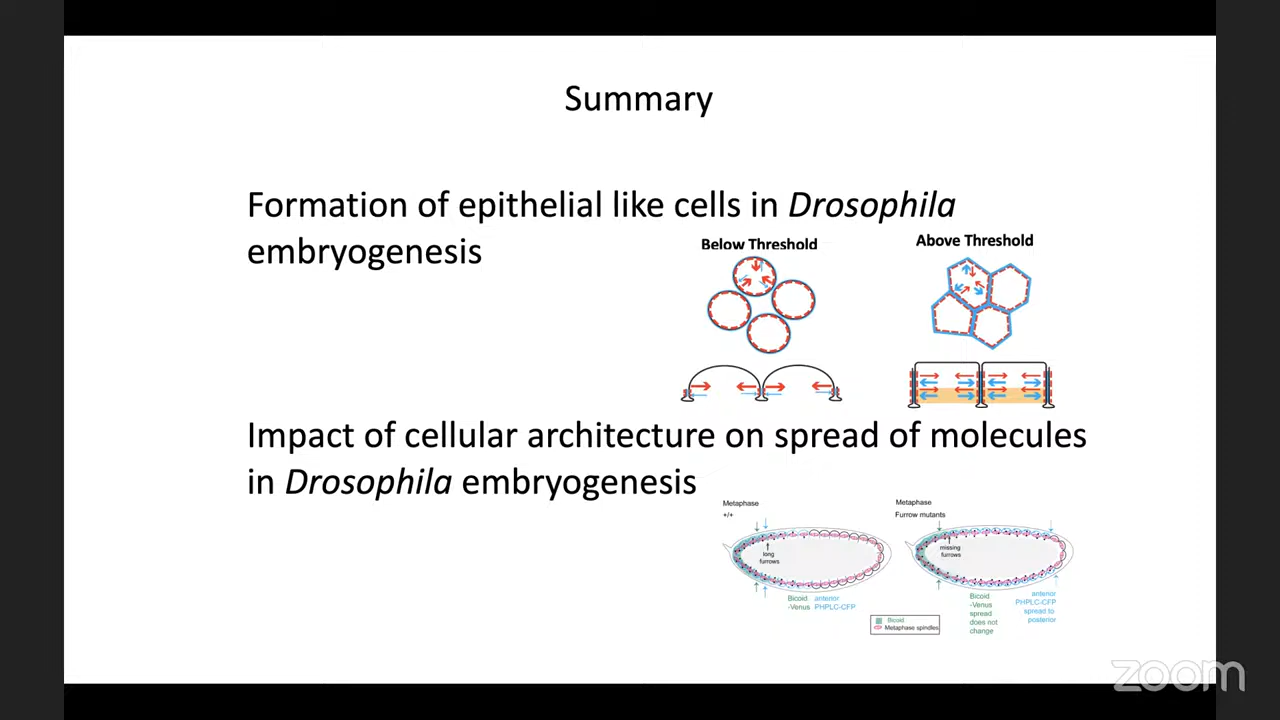 Summary
Formation of epithelial like cells in Drosophila
embryogenesis
Below Threshold
Above Threshold
Impact of cellular architecture on spread of molecules
in Drosophila embryogenesis
Metaphase
+/+
long
furrows
Bicoid
-Venus
anterior
PHPLC-CFP
Metaphase
Furrow mutants
missing
furrows
Bicoid
-Venus
spread
does not
change
anterior
PHPLC-CFP
spread to
posterior
Bicoid
Metaphase spindles
zoom